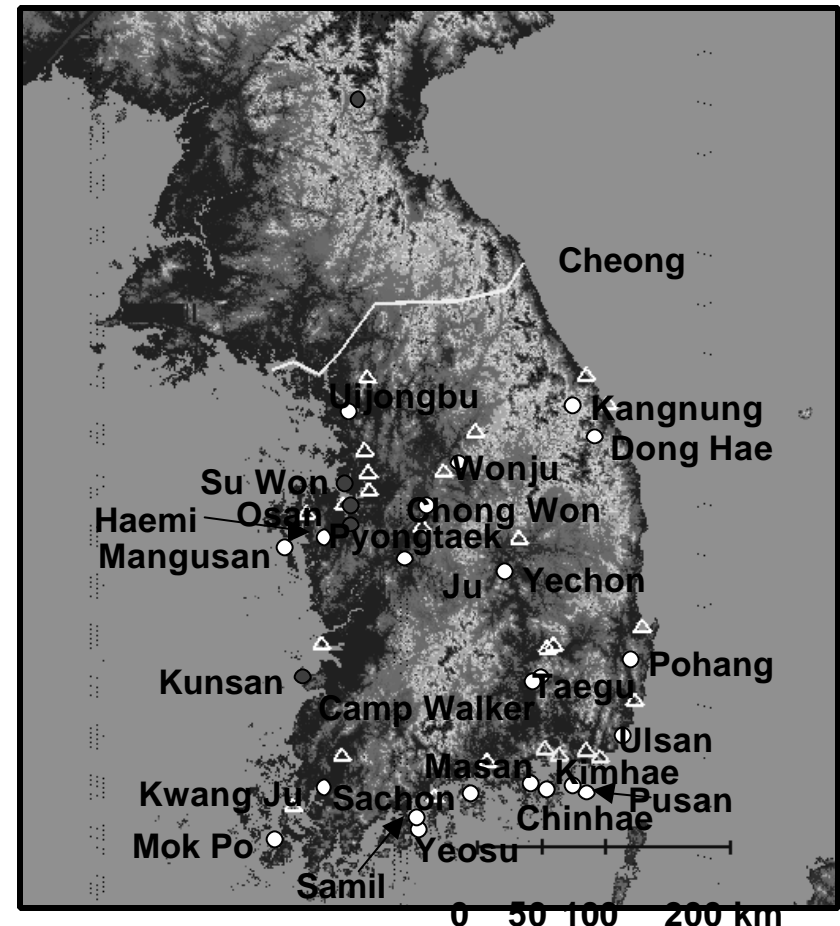 Cheong
Uijongbu
Kangnung
Dong Hae
Wonju
Su Won
Osan
Chong Won
Haemi
Pyongtaek
Mangusan
Ju
Yechon
Pohang
Kunsan
Taegu
Camp Walker
Ulsan
Masan
Kimhae
Kwang Ju
Sachon
Pusan
Chinhae
Mok Po
Yeosu
Samil
0 50 100 200 km